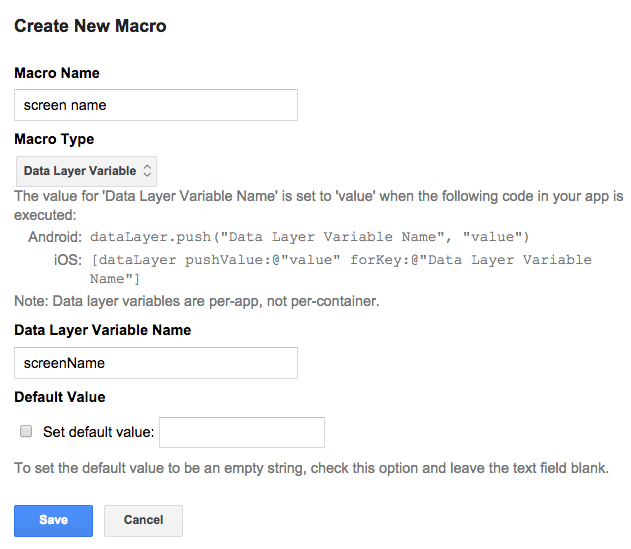 Create New Macro
Macro Name
screen name
Macro Type
Data Layer Variable
The value for 'Data Layer Variable Name' is set to 'value' when the following code in your app is
executed:
Android: dataLayer.push("Data Layer Variable Name", "value")
iOS: [dataLayer pushValue:@"value" forKey:@"Data Layer Variable
Name"]
Note: Data layer variables are per-app, not per-container.
Data Layer Variable Name
screenName
Default Value
Set default value:
To set the default value to be an empty string, check this option and leave the text field blank.
Save Cancel